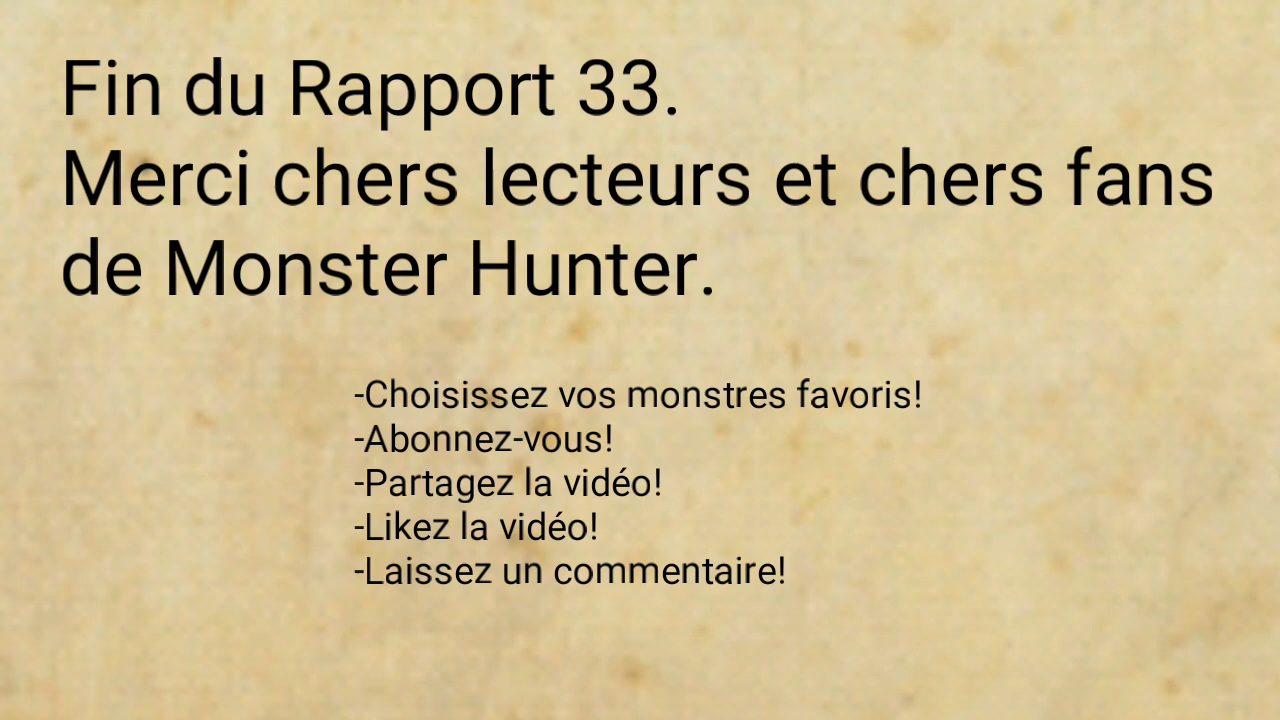 Fin du Rapport 33.
Merci chers lecteurs et chers fans
de Monster Hunter.
-Choisissez vos monstres favoris!
-Abonnez-vous!
-Partagez la vidéo!
-Likez la vidéo!
-Laissez un commentaire!